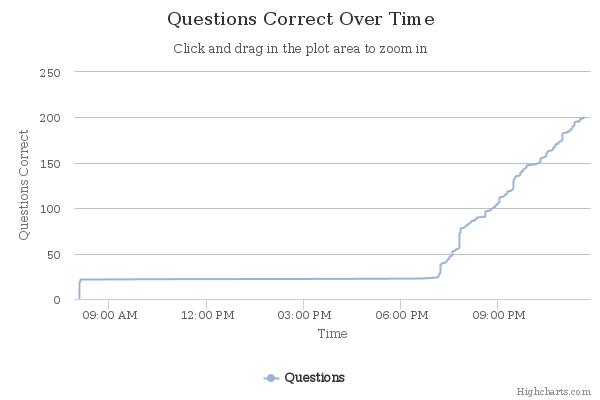 Questions Correct Over Time
Click and drag in the plot area to zoom in
250
200
150
100
50
0
Questions Correct
09:00 AM 12:00 PM 03:00 PM 06:00 PM 09:00 PM
Time
Questions
Highcharts.com